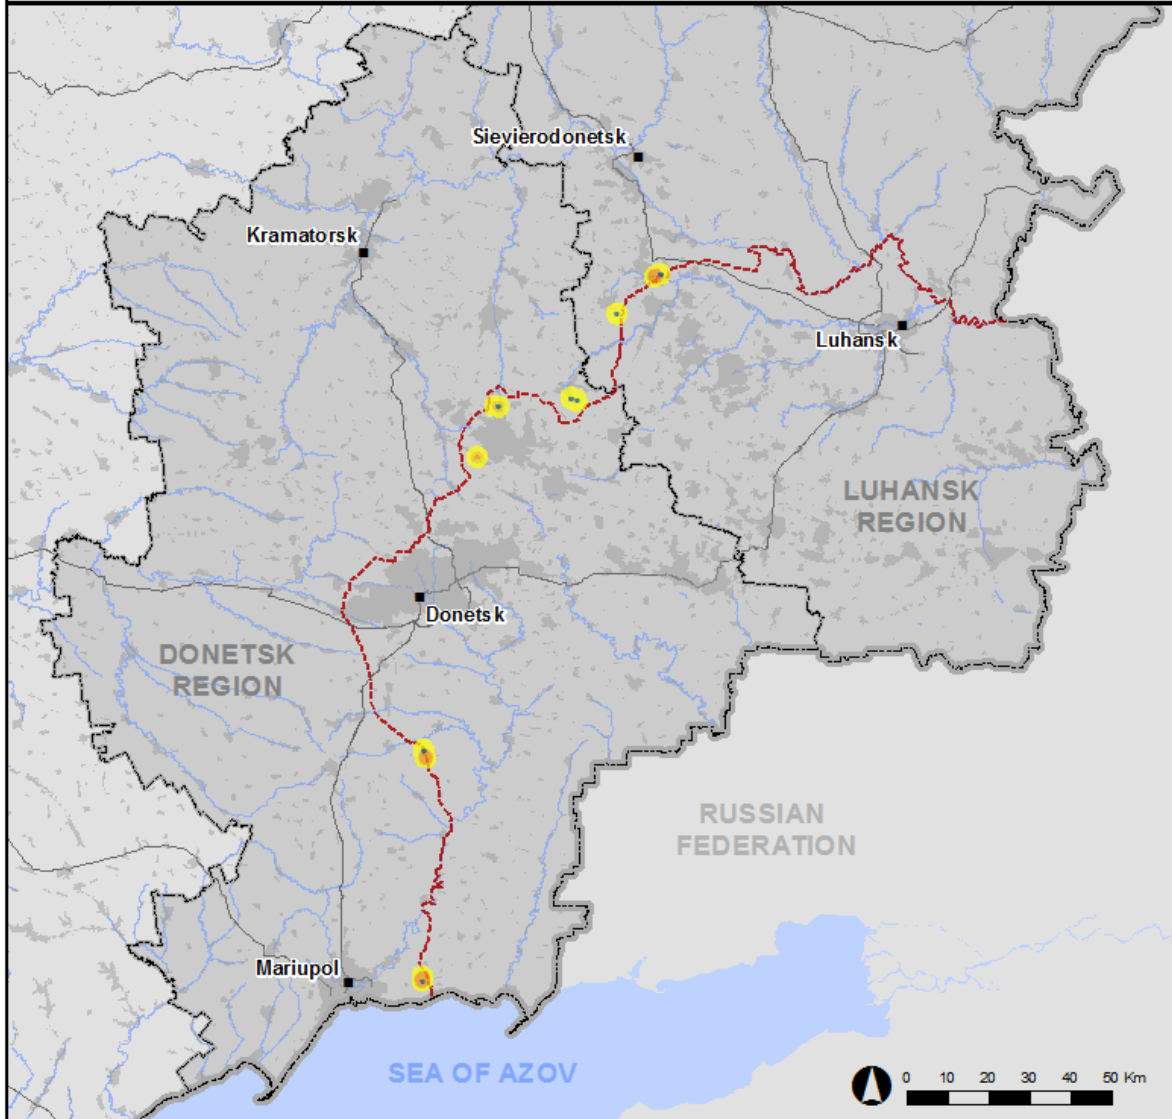 Sievierodonetsk
Kramatorsk
Luhansk
LUHANSK
REGION
Donetsk
DONETSK
REGION
RUSSIAN
FEDERATION
Mariupol
SEA OF AZOV
0 10 20 30 40 50 Km